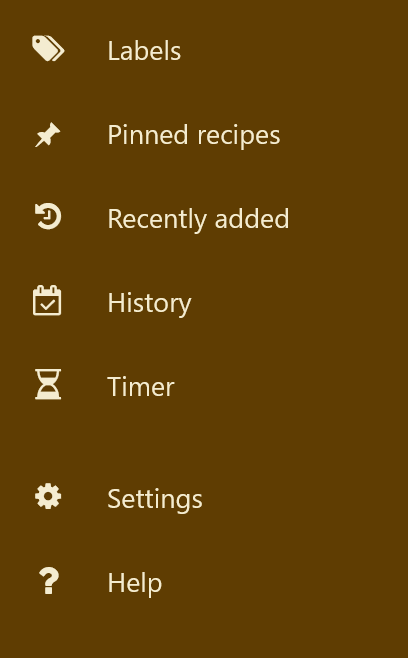 Labels
Pinned recipes
Recently added
History
Timer
Settings
Help